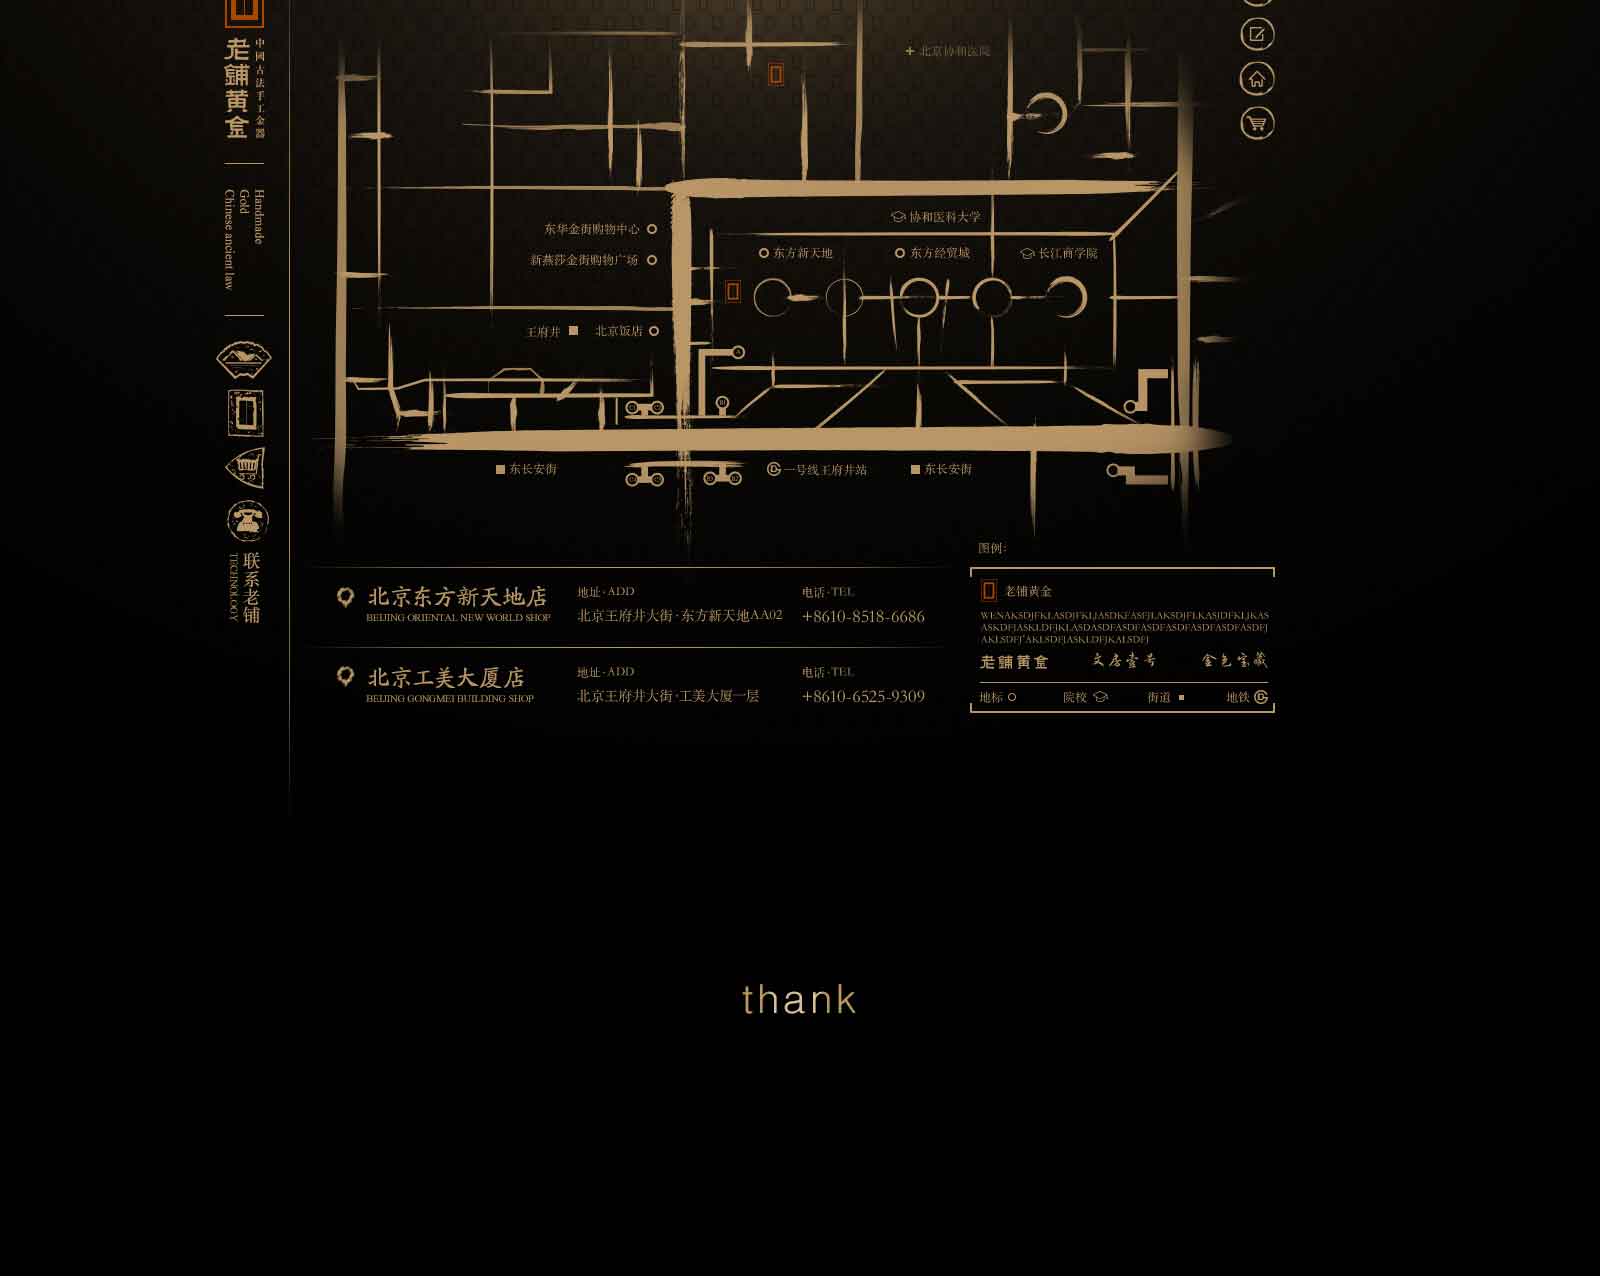 老鋪黄金
中國古法手工金器
Handmade
Gold
Chinese ancient law
联系老铺
TECHNOLOGY
北京协和医院
协和医科大学
东华金街购物中心
东方新天地
东方经贸城
长江商学院
新燕莎金街购物广场
王府井
北京饭店
东长安街
一号线王府井站
东长安街
图例:
北京东方新天地店
BEIJING ORIENTAL NEW WORLD SHOP
地址·ADD
北京王府井大街·东方新天地AA02
电话·TEL
+8610-8518-6686
北京工美大厦店
BEIJING GONGMEI BUILDING SHOP
地址·ADD
北京王府井大街·工美大厦一层
电话·TEL
+8610-6525-9309
老铺黄金
WENAKSDJFKLASDJFKLJASDKFASFJLAKSDJFLKASJDFKLJKAS
ASKDFJASKLDFJKLASDASDFASDFASDFASDFASDFASDFASDFJ
AKLSDFJ'AKLSDFJASKLDFJKALSDFJ
老鋪黄金
文房壹号
金色宝藏
地标
院校
街道
地铁
thank